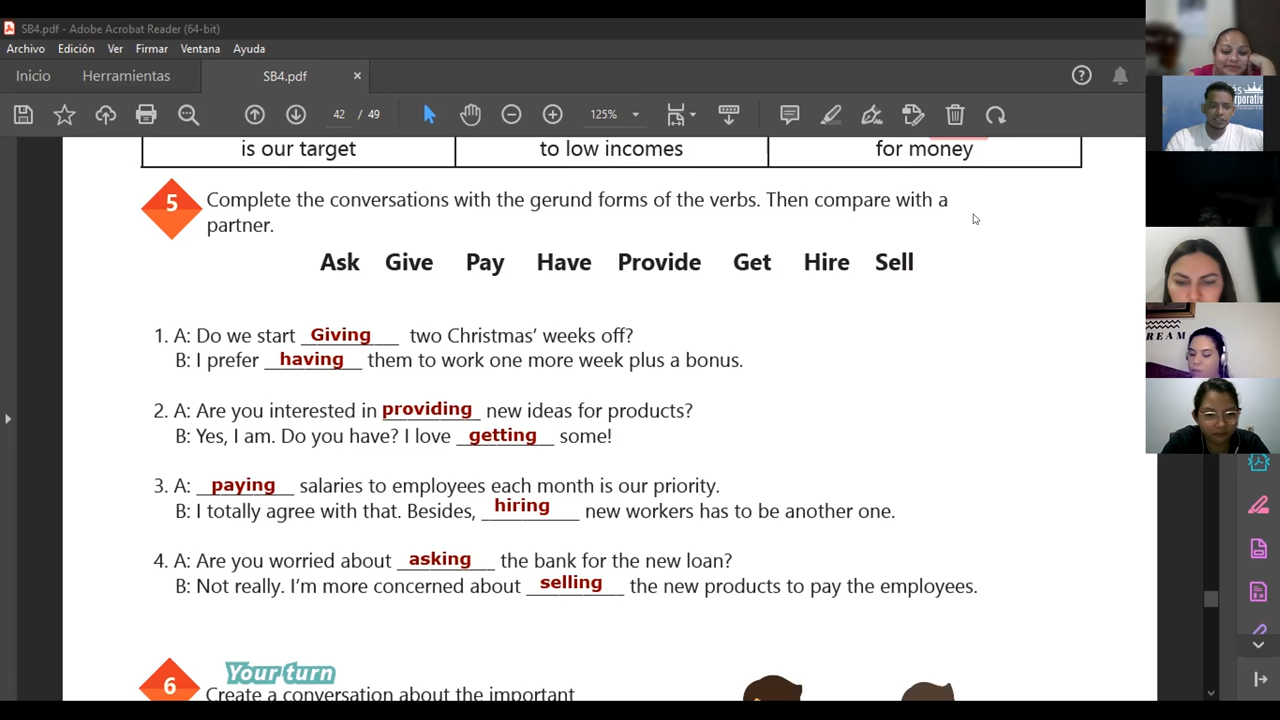 SB4.pdf - Adobe Acrobat Reader (64-bit)
Archivo Edición Ver Firmar Ventana Ayuda
Inicio Herramientas SB4.pdf ×
42 / 49 125%
is our target to low incomes for money
5 Complete the conversations with the gerund forms of the verbs. Then compare with a
partner.
Ask Give Pay Have Provide Get Hire Sell
1. A: Do we start Giving two Christmas' weeks off?
B: I prefer having them to work one more week plus a bonus.
2. A: Are you interested in providing new ideas for products?
B: Yes, I am. Do you have? I love getting some!
3. A: paying salaries to employees each month is our priority.
B: I totally agree with that. Besides, hiring new workers has to be another one.
4. A: Are you worried about asking the bank for the new loan?
B: Not really. I'm more concerned about selling the new products to pay the employees.
6 Your turn
Create a conversation about the important